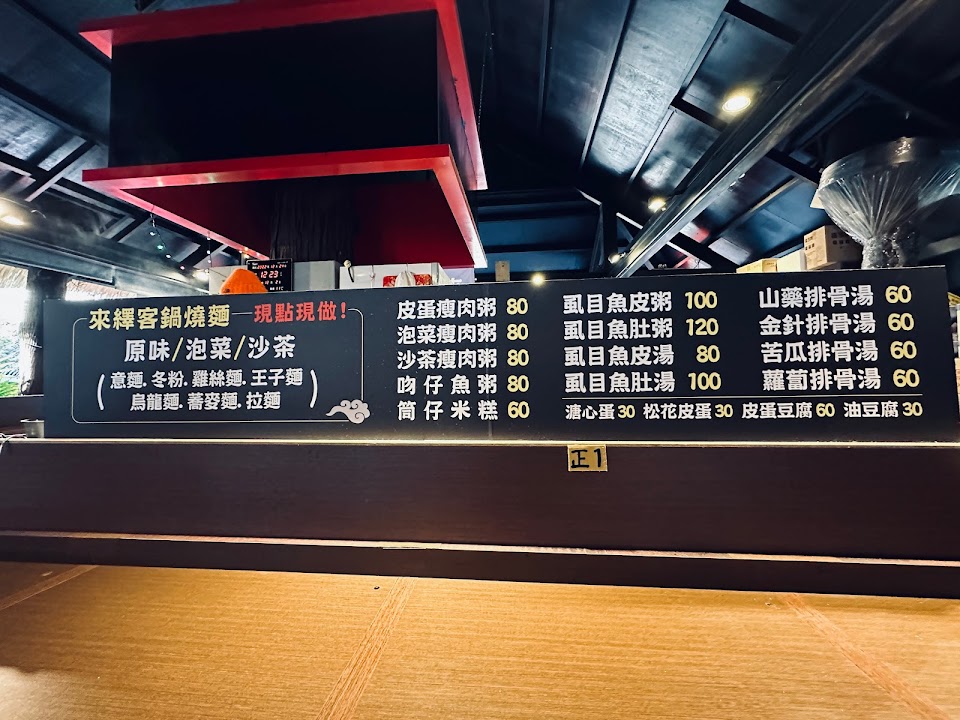 來繹客鍋燒麵 現點現做!
原味/泡菜/沙茶
(意麵.冬粉.雞絲麵.王子麵
烏龍麵.蕎麥麵.拉麵)
皮蛋瘦肉粥 80
泡菜瘦肉粥 80
沙茶瘦肉粥 80
吻仔魚粥 80
筒仔米糕 60
虱目魚皮粥 100
虱目魚肚粥 120
虱目魚皮湯 80
虱目魚肚湯 100
山藥排骨湯 60
金針排骨湯 60
苦瓜排骨湯 60
蘿蔔排骨湯 60
溏心蛋 30 松花皮蛋 30 皮蛋豆腐 60 油豆腐 30
正1